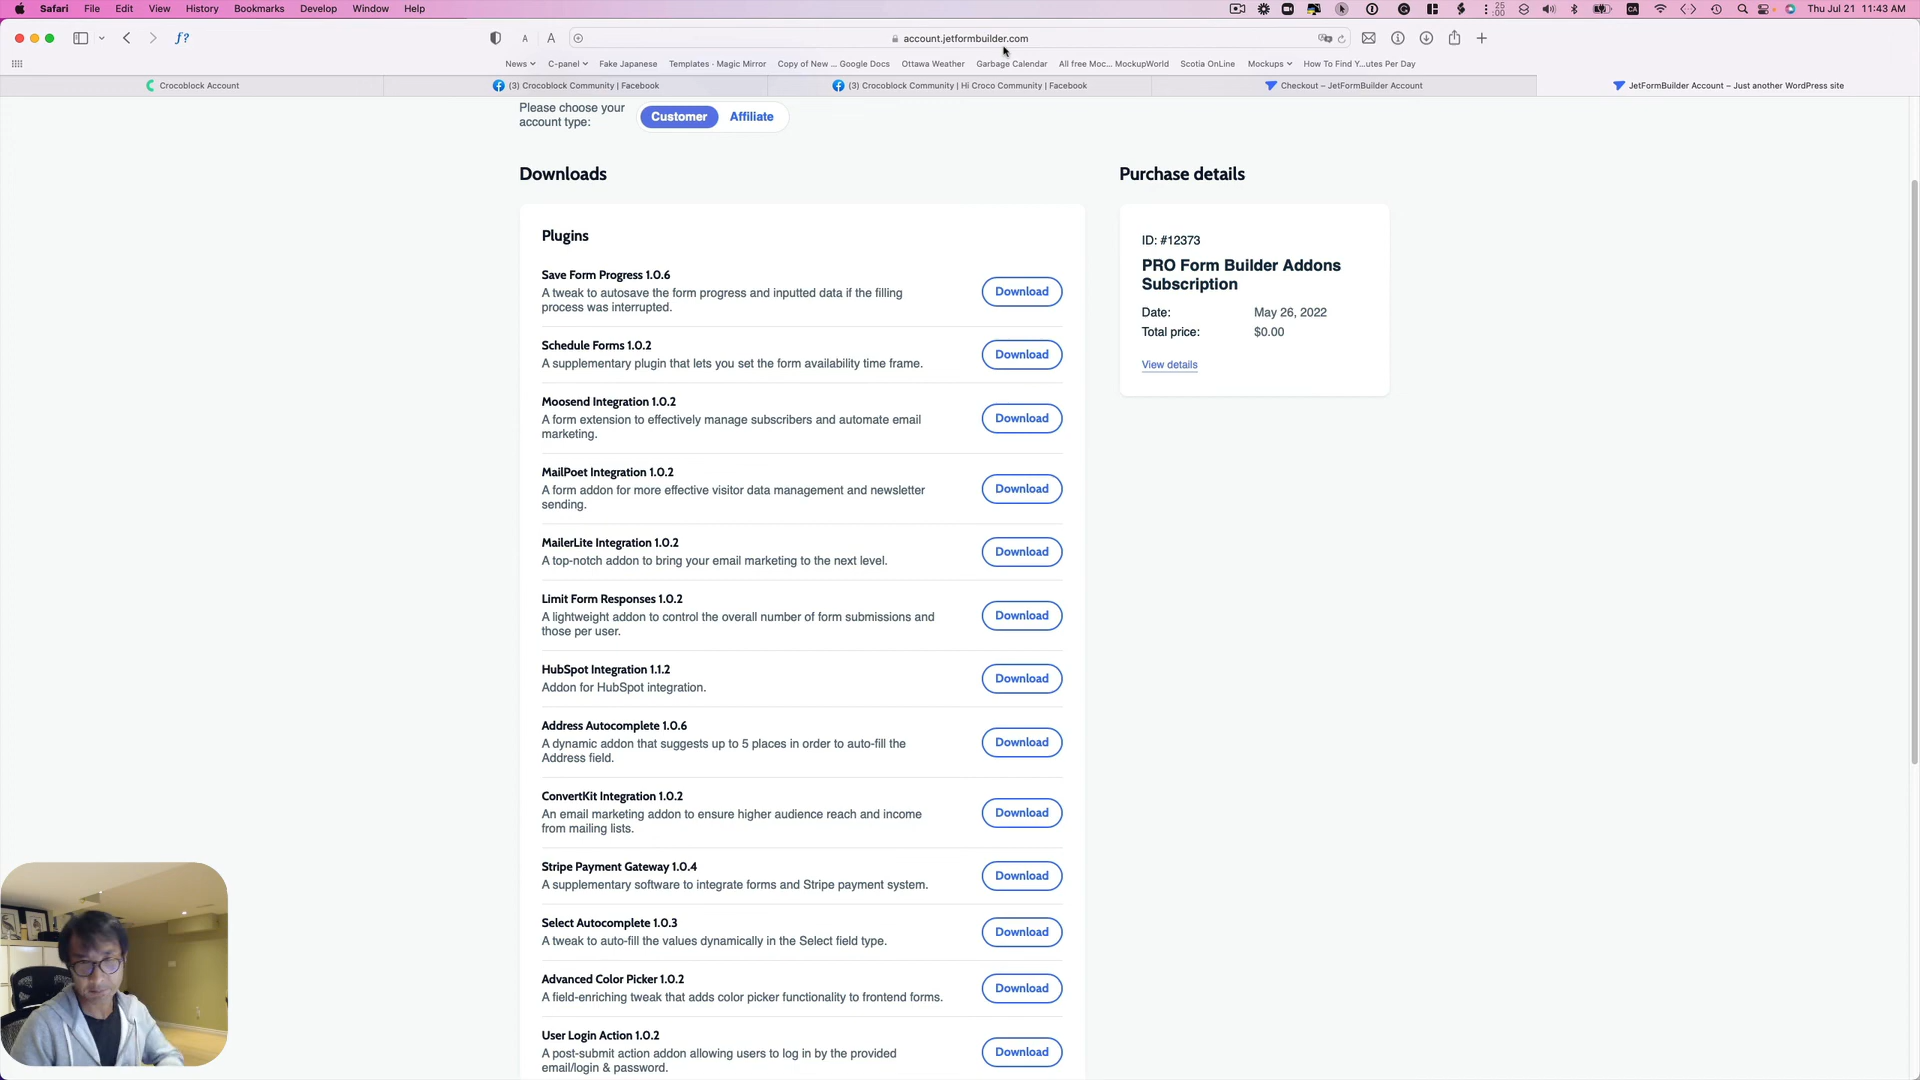 Safari File Edit View History Bookmarks Develop Window Help
25
:00
CA
Thu Jul 21 11:43 AM
f?
A A
account.jetformbuilder.com
News C-panel Fake Japanese Templates - Magic Mirror Copy of New ... Google Docs Ottawa Weather Garbage Calendar All free Moc... MockupWorld Scotia OnLine Mockups How To Find Y...utes Per Day
Crocoblock Account
(3) Crocoblock Community | Facebook
(3) Crocoblock Community | Hi Croco Community | Facebook
Checkout – JetFormBuilder Account
JetFormBuilder Account – Just another WordPress site
Please choose your
account type:
Customer Affiliate
Downloads
Plugins
Save Form Progress 1.0.6
A tweak to autosave the form progress and inputted data if the filling
process was interrupted.
Download
Schedule Forms 1.0.2
A supplementary plugin that lets you set the form availability time frame.
Download
Moosend Integration 1.0.2
A form extension to effectively manage subscribers and automate email
marketing.
Download
MailPoet Integration 1.0.2
A form addon for more effective visitor data management and newsletter
sending.
Download
MailerLite Integration 1.0.2
A top-notch addon to bring your email marketing to the next level.
Download
Limit Form Responses 1.0.2
A lightweight addon to control the overall number of form submissions and
those per user.
Download
HubSpot Integration 1.1.2
Addon for HubSpot integration.
Download
Address Autocomplete 1.0.6
A dynamic addon that suggests up to 5 places in order to auto-fill the
Address field.
Download
ConvertKit Integration 1.0.2
An email marketing addon to ensure higher audience reach and income
from mailing lists.
Download
Stripe Payment Gateway 1.0.4
A supplementary software to integrate forms and Stripe payment system.
Download
Select Autocomplete 1.0.3
A tweak to auto-fill the values dynamically in the Select field type.
Download
Advanced Color Picker 1.0.2
A field-enriching tweak that adds color picker functionality to frontend forms.
Download
User Login Action 1.0.2
A post-submit action addon allowing users to log in by the provided
email/login & password.
Download
Purchase details
ID: #12373
PRO Form Builder Addons
Subscription
Date: May 26, 2022
Total price: $0.00
View details